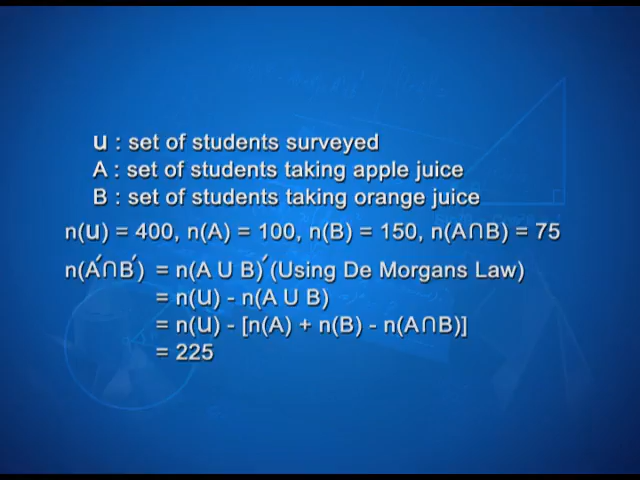 u : set of students surveyed
A : set of students taking apple juice
B : set of students taking orange juice
n(u) = 400, n(A) = 100, n(B) = 150, n(A∩B) = 75
n(A′∩B′) = n(A U B)′ (Using De Morgans Law)
= n(u) - n(A U B)
= n(u) - [n(A) + n(B) - n(A∩B)]
= 225